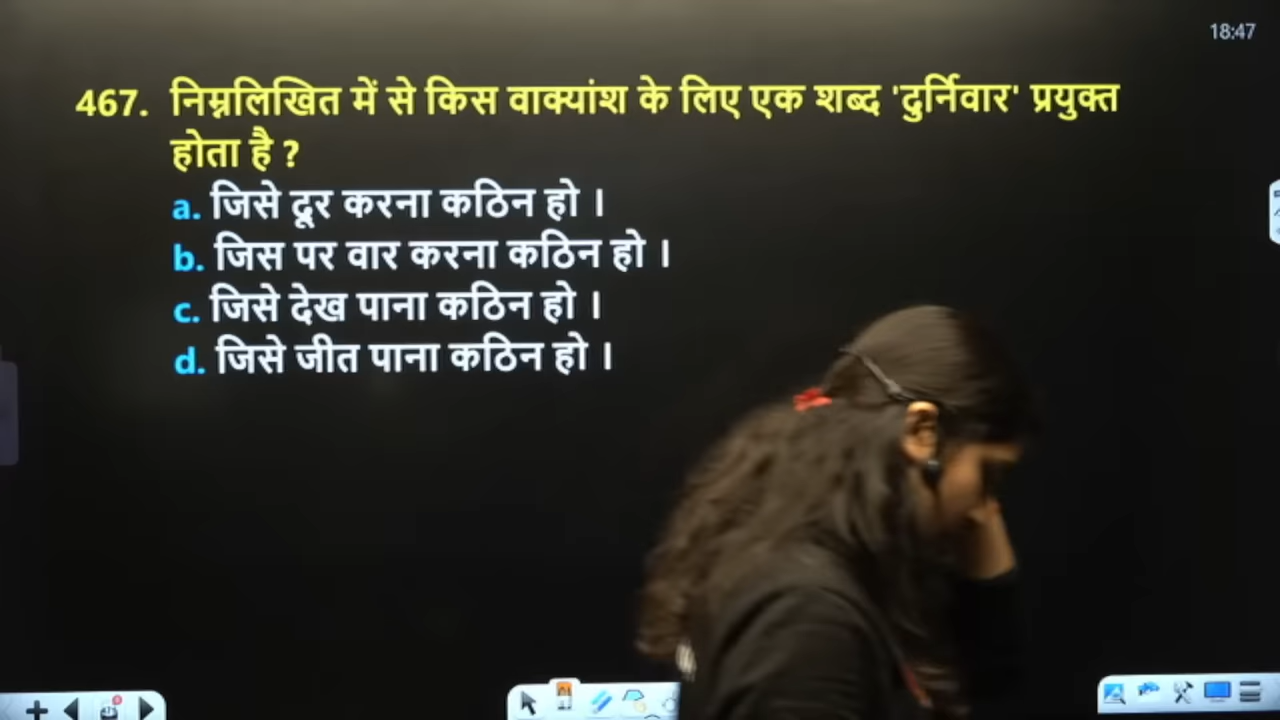 18:47
467. निम्नलिखित में से किस वाक्यांश के लिए एक शब्द 'दुर्निवार' प्रयुक्त
होता है ?
a. जिसे दूर करना कठिन हो ।
b. जिस पर वार करना कठिन हो ।
c. जिसे देख पाना कठिन हो ।
d. जिसे जीत पाना कठिन हो ।